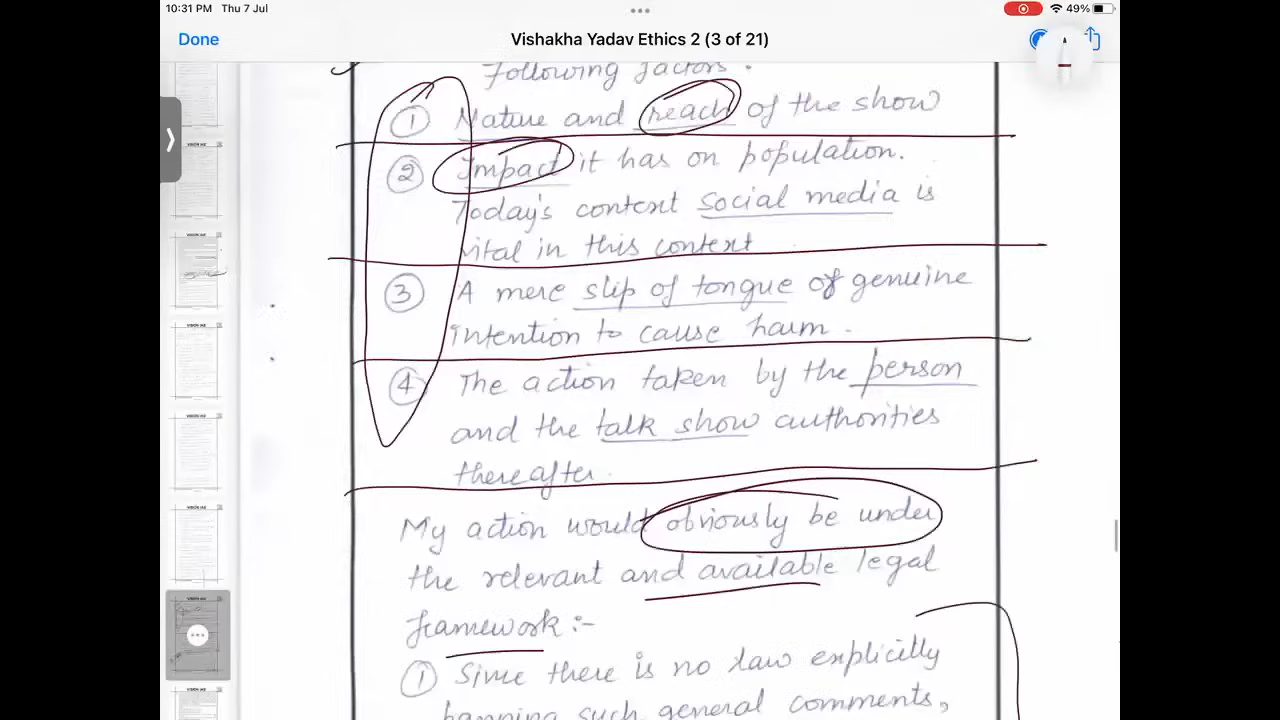 10:31 PM Thu 7 Jul
49%
Done
Vishakha Yadav Ethics 2 (3 of 21)
Following factors :
① Nature and reach of the show
② Impact it has on population.
Today's context social media is
vital in this context
③ A mere slip of tongue of genuine
intention to cause harm.
④ The action taken by the person
and the talk show authorities
thereafter.
My action would obviously be under
the relevant and available legal
framework :-
① Since there is no law explicitly
banning such general comments,